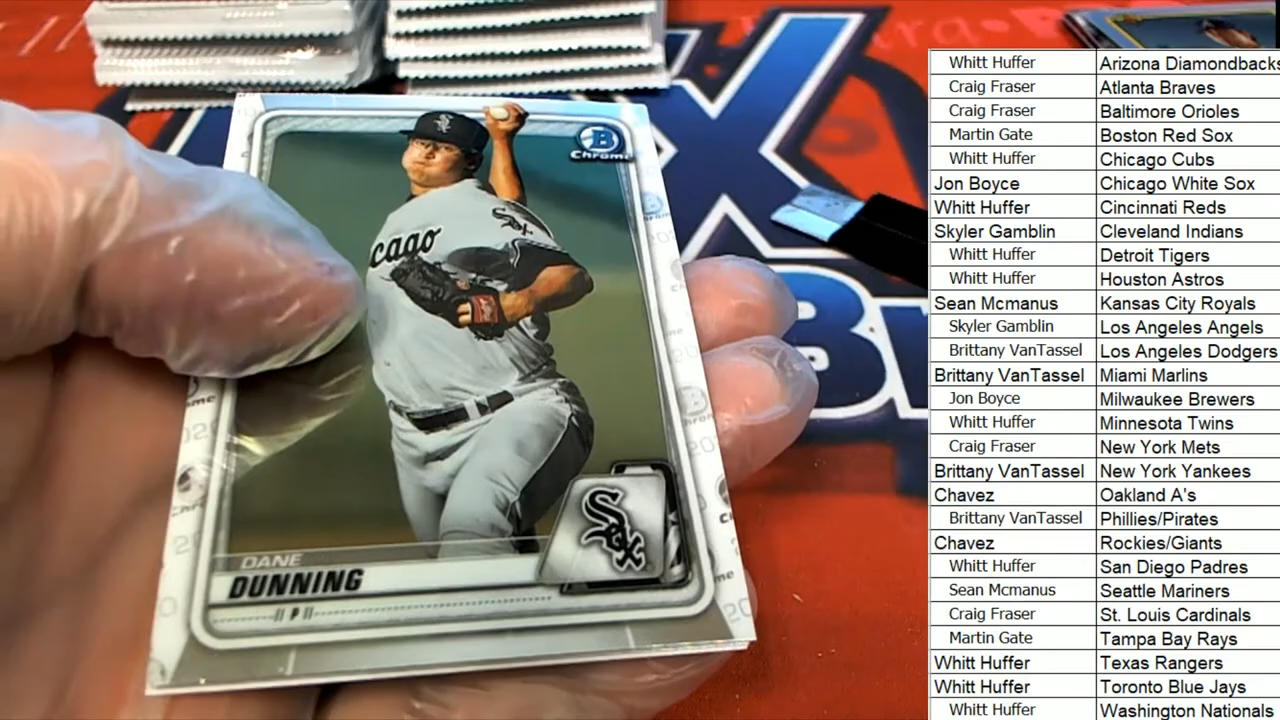 B
Chrome
Sox
cago
Sox
DANE
DUNNING
P
Whitt Huffer Arizona Diamondbacks
Craig Fraser Atlanta Braves
Craig Fraser Baltimore Orioles
Martin Gate Boston Red Sox
Whitt Huffer Chicago Cubs
Jon Boyce Chicago White Sox
Whitt Huffer Cincinnati Reds
Skyler Gamblin Cleveland Indians
Whitt Huffer Detroit Tigers
Whitt Huffer Houston Astros
Sean Mcmanus Kansas City Royals
Skyler Gamblin Los Angeles Angels
Brittany VanTassel Los Angeles Dodgers
Brittany VanTassel Miami Marlins
Jon Boyce Milwaukee Brewers
Whitt Huffer Minnesota Twins
Craig Fraser New York Mets
Brittany VanTassel New York Yankees
Chavez Oakland A's
Brittany VanTassel Phillies/Pirates
Chavez Rockies/Giants
Whitt Huffer San Diego Padres
Sean Mcmanus Seattle Mariners
Craig Fraser St. Louis Cardinals
Martin Gate Tampa Bay Rays
Whitt Huffer Texas Rangers
Whitt Huffer Toronto Blue Jays
Whitt Huffer Washington Nationals